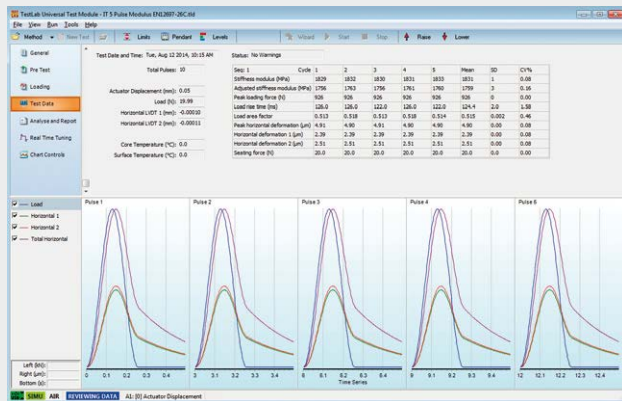 TestLab Universal Test Module - IT 5 Pulse Modulus EN12697-26C.tld
File View Run Tools Help
Method New Test Limits Pendant Levels Wizard Start Stop Raise Lower
General
Pre Test
Loading
Test Data
Analyse and Report
Real Time Tuning
Chart Controls
Test Date and Time: Tue, Aug 12 2014, 10:15 AM Status: No Warnings
Total Pulses: 10
Actuator Displacement (mm): 0.05
Load (N): 19.99
Horizontal LVDT 1 (mm): -0.00010
Horizontal LVDT 2 (mm): -0.00011
Core Temperature (°C): 0.0
Surface Temperature (°C): 0.0
Seq: 1 Cycle 1 2 3 4 5 Mean SD CV%
Stiffness modulus (MPa) 1829 1832 1830 1831 1833 1831 1 0.08
Adjusted stiffness modulus (MPa) 1756 1763 1756 1761 1760 1759 3 0.16
Peak loading force (N) 926 926 926 926 926 926 0 0.00
Load rise time (ms) 126.0 122.0 126.0 122.0 126.0 124.4 2.0 1.58
Load area factor 0.513 0.518 0.513 0.518 0.514 0.515 0.002 0.46
Peak Horizontal deformation (µm) 4.91 4.90 4.91 4.90 4.90 4.90 0.00 0.08
Horizontal deformation 1 (µm) 2.39 2.39 2.39 2.39 2.39 2.39 0.00 0.08
Horizontal deformation 2 (µm) 2.51 2.51 2.51 2.51 2.51 2.51 0.00 0.08
Seating force (N) 20.0 20.0 20.0 20.0 20.0 20.0 0.0 0.00
Load
Horizontal 1
Horizontal 2
Total Horizontal
Pulse 1 Pulse 2 Pulse 3 Pulse 4 Pulse 5
0 0.1 0.2 0.3 0.4 3 3.1 3.2 3.3 3.4 6 6.1 6.2 6.3 6.4 9 9.1 9.2 9.3 9.4 12 12.1 12.2 12.3 12.4
Time Series
Left (kN):
Right (µm):
Bottom (s):
SIMU AIR REVIEWING DATA A1: [0] Actuator Displacement